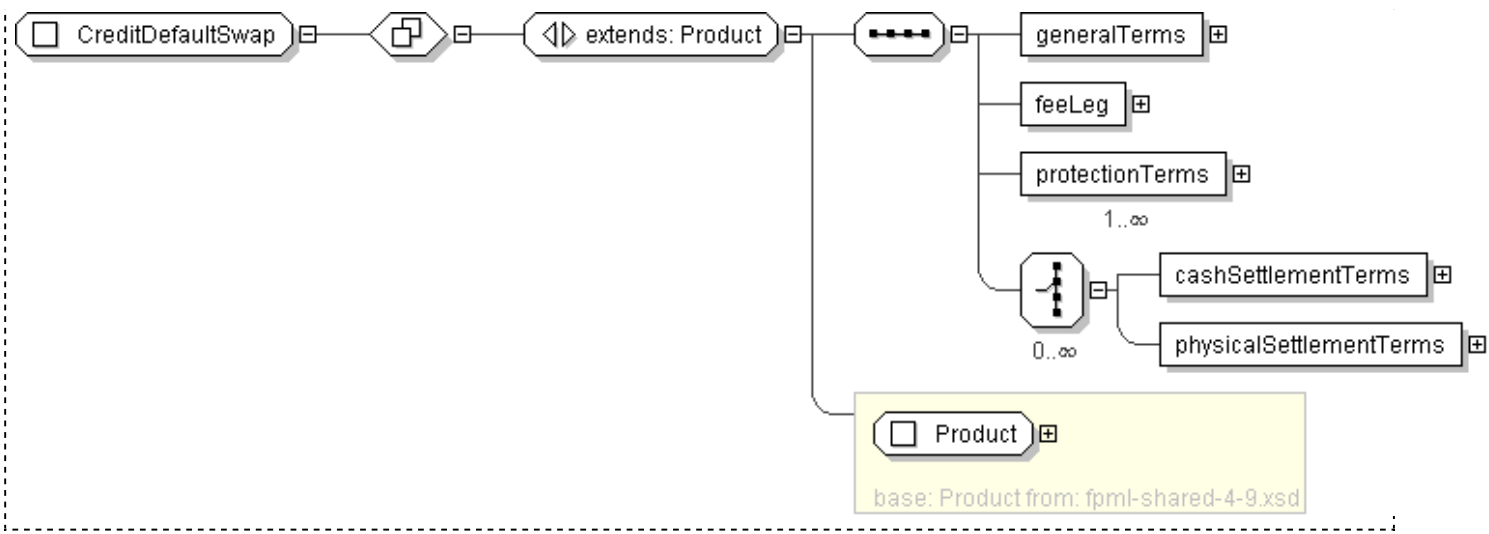 CreditDefaultSwap
extends: Product
generalTerms
feeLeg
protectionTerms
1..∞
cashSettlementTerms
0..∞
physicalSettlementTerms
Product
base: Product from: fpml-shared-4-9.xsd